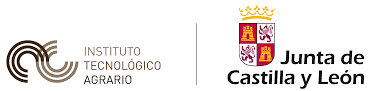 INSTITUTO
TECNOLÓGICO
AGRARIO
Junta de
Castilla y León